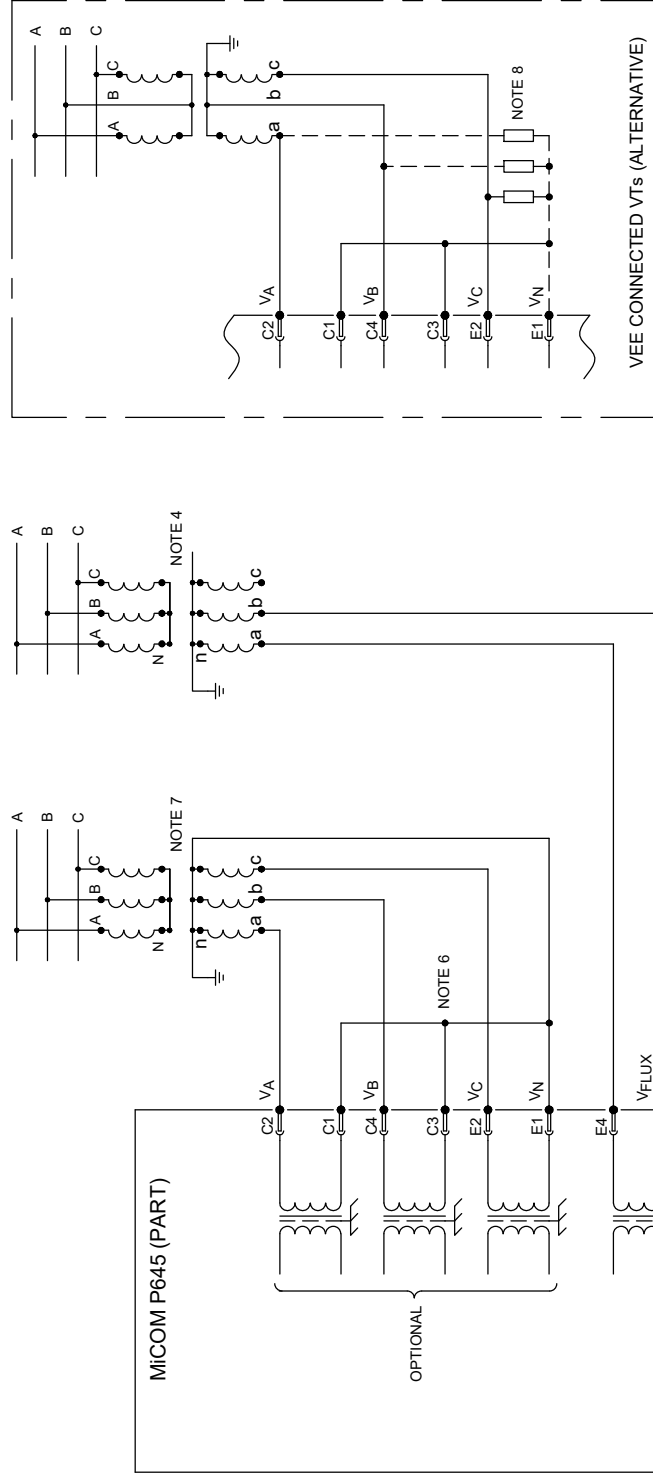 MiCOM P645 (PART)
OPTIONAL
C2
VA
C1
C4
VB
C3
E2
VC
E1
VN
E4
VFLUX
NOTE 6
A
B
C
A
B
C
N
NOTE 7
n
a
b
c
A
B
C
A
B
C
N
NOTE 4
n
a
b
c
A
B
C
A
B
C
a
b
c
C2
VA
C1
C4
VB
C3
E2
VC
E1
VN
NOTE 8
VEE CONNECTED VTs (ALTERNATIVE)